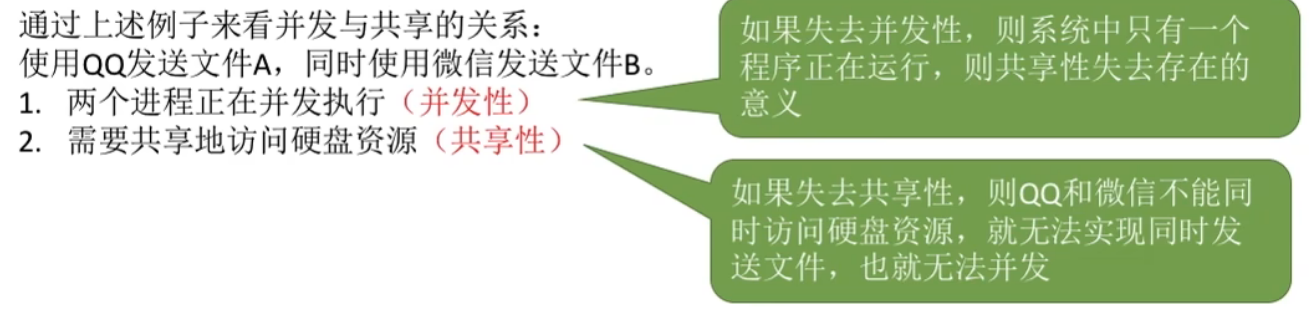 通过上述例子来看并发与共享的关系：
使用QQ发送文件A，同时使用微信发送文件B。
1. 两个进程正在并发执行（并发性）
2. 需要共享地访问硬盘资源（共享性）
如果失去并发性，则系统中只有一个
程序正在运行，则共享性失去存在的
意义
如果失去共享性，则QQ和微信不能同
时访问硬盘资源，就无法实现同时发
送文件，也就无法并发